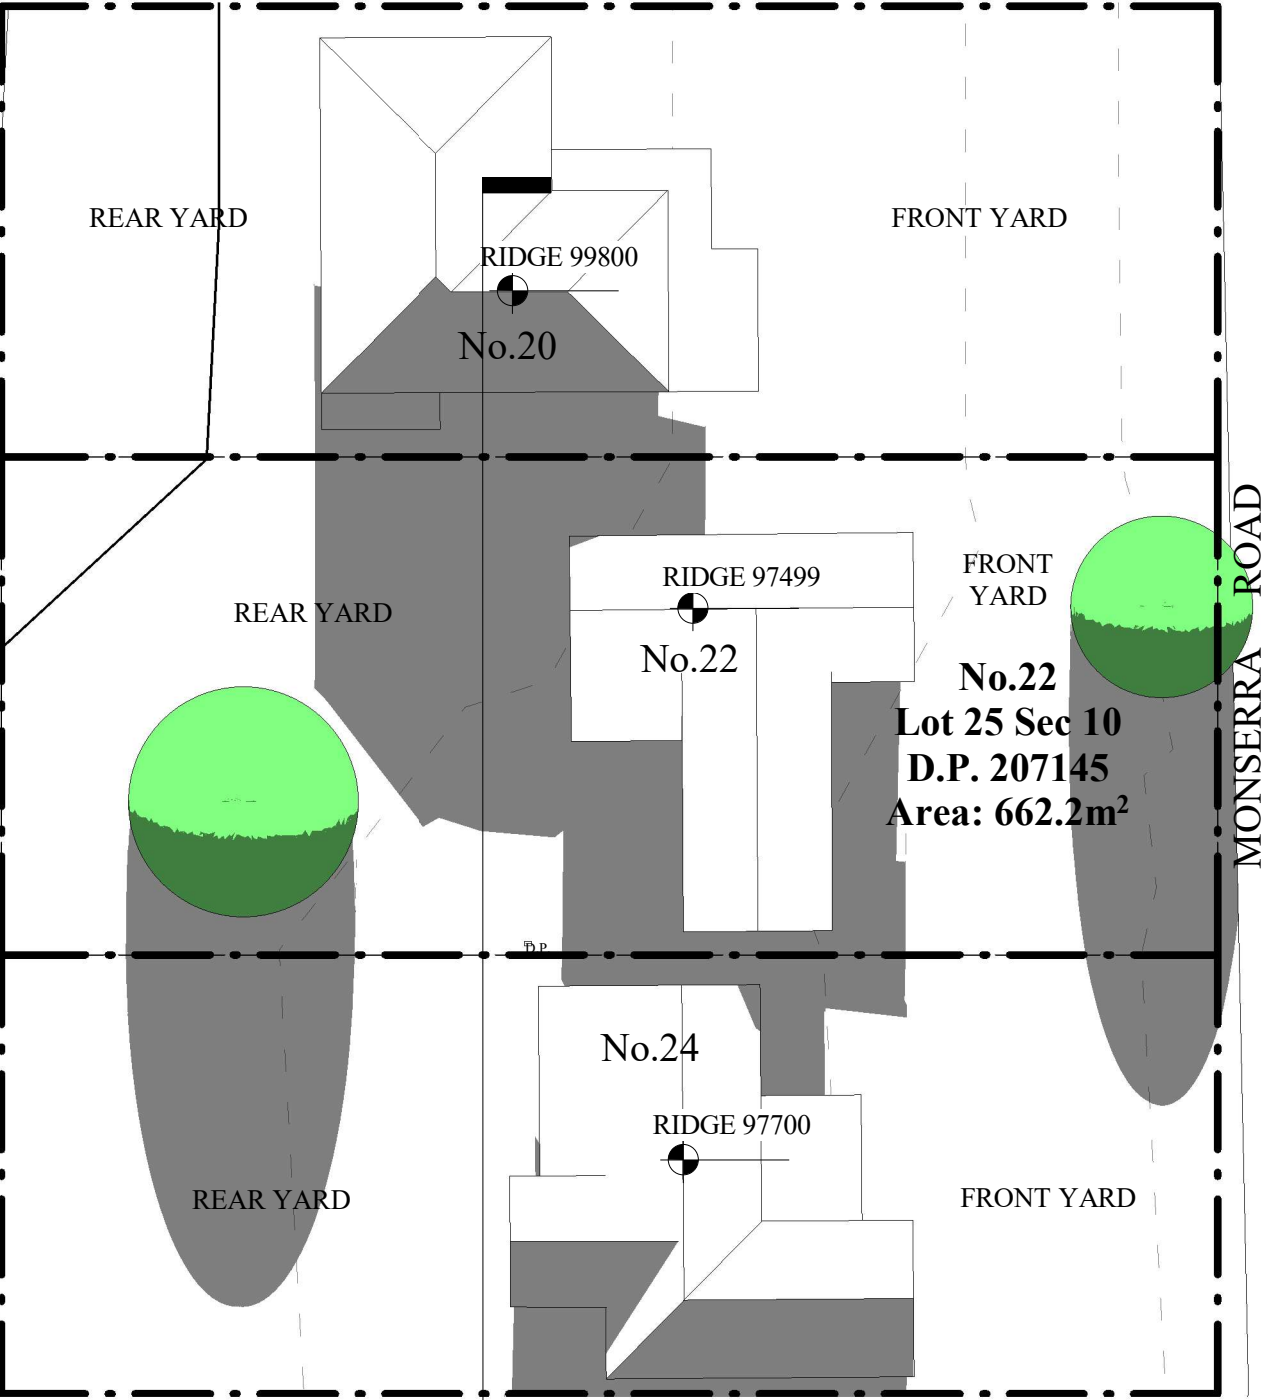 REAR YARD
FRONT YARD
RIDGE 99800
No.20
RIDGE 97499
FRONT
YARD
REAR YARD
No.22
No.22
Lot 25 Sec 10
D.P. 207145
Area: 662.2m²
MONSERRA ROAD
D.P
No.24
RIDGE 97700
REAR YARD
FRONT YARD